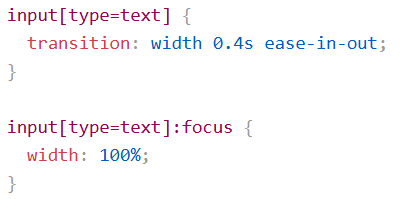 input[type=text] {
  transition: width 0.4s ease-in-out;
}

input[type=text]:focus {
  width: 100%;
}